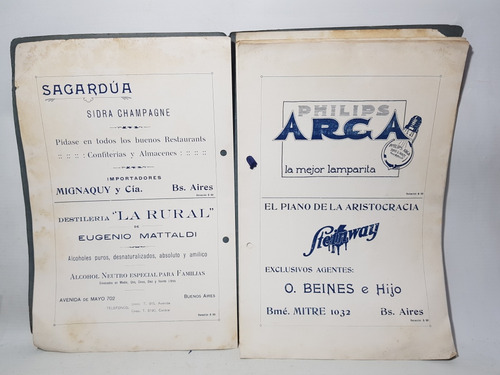 SAGARDÚA
SIDRA CHAMPAGNE
Pídase en todos los buenos Restaurants
:: :: :: Confiterías y Almacenes :: :: ::
IMPORTADORES
MIGNAQUY y Cía. Bs. Aires
DESTILERIA "LA RURAL"
DE
EUGENIO MATTALDI
Alcoholes puros, desnaturalizados, absoluto y amílico
ALCOHOL NEUTRO ESPECIAL PARA FAMILIAS
AVENIDA DE MAYO 702 BUENOS AIRES
PHILIPS
ARGA
la mejor lamparita
EL PIANO DE LA ARISTOCRACIA
Steinway
EXCLUSIVOS AGENTES:
O. BEINES e Hijo
Bmé. MITRE 1032 Bs. Aires